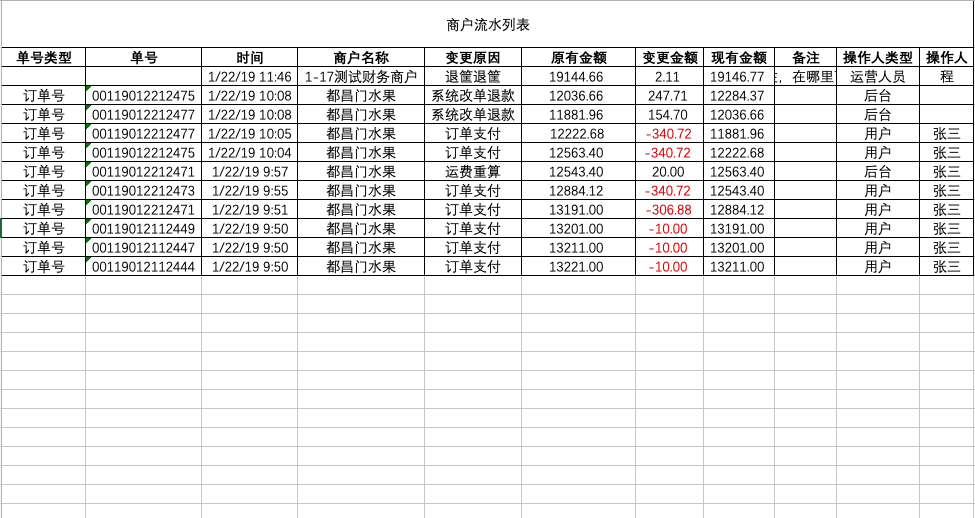 商户流水列表
单号类型 单号 时间 商户名称 变更原因 原有金额 变更金额 现有金额 备注 操作人类型 操作人
1/22/19 11:46 1-17测试财务商户 退筐退筐 19144.66 2.11 19146.77 ,在哪里 运营人员 程
订单号 00119012212475 1/22/19 10:08 都昌门水果 系统改单退款 12036.66 247.71 12284.37 后台
订单号 00119012212477 1/22/19 10:08 都昌门水果 系统改单退款 11881.96 154.70 12036.66 后台
订单号 00119012212477 1/22/19 10:05 都昌门水果 订单支付 12222.68 -340.72 11881.96 用户 张三
订单号 00119012212475 1/22/19 10:04 都昌门水果 订单支付 12563.40 -340.72 12222.68 用户 张三
订单号 00119012212471 1/22/19 9:57 都昌门水果 运费重算 12543.40 20.00 12563.40 后台 张三
订单号 00119012212473 1/22/19 9:55 都昌门水果 订单支付 12884.12 -340.72 12543.40 用户 张三
订单号 00119012212471 1/22/19 9:51 都昌门水果 订单支付 13191.00 -306.88 12884.12 用户 张三
订单号 00119012112449 1/22/19 9:50 都昌门水果 订单支付 13201.00 -10.00 13191.00 用户 张三
订单号 00119012112447 1/22/19 9:50 都昌门水果 订单支付 13211.00 -10.00 13201.00 用户 张三
订单号 00119012112444 1/22/19 9:50 都昌门水果 订单支付 13221.00 -10.00 13211.00 用户 张三